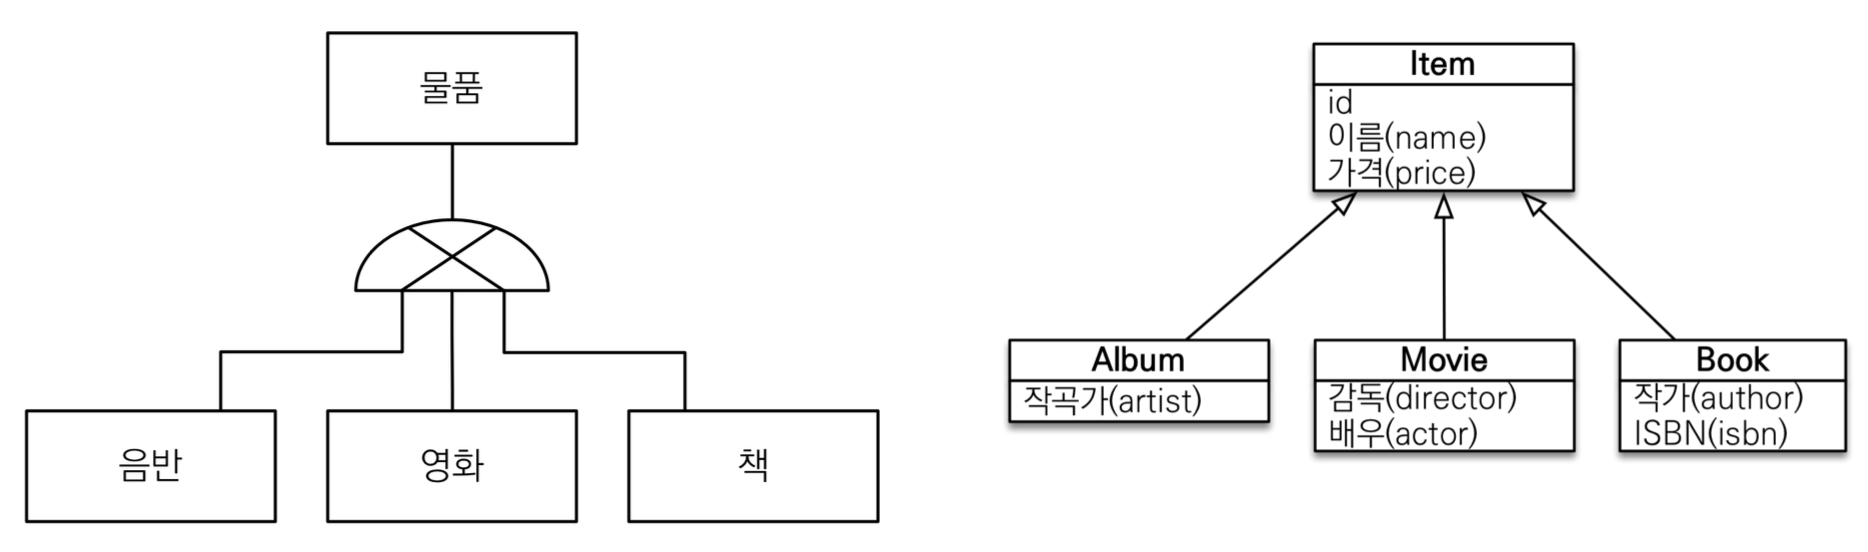 물품
음반
영화
책
Item
id
이름(name)
가격(price)
Album
작곡가(artist)
Movie
감독(director)
배우(actor)
Book
작가(author)
ISBN(isbn)